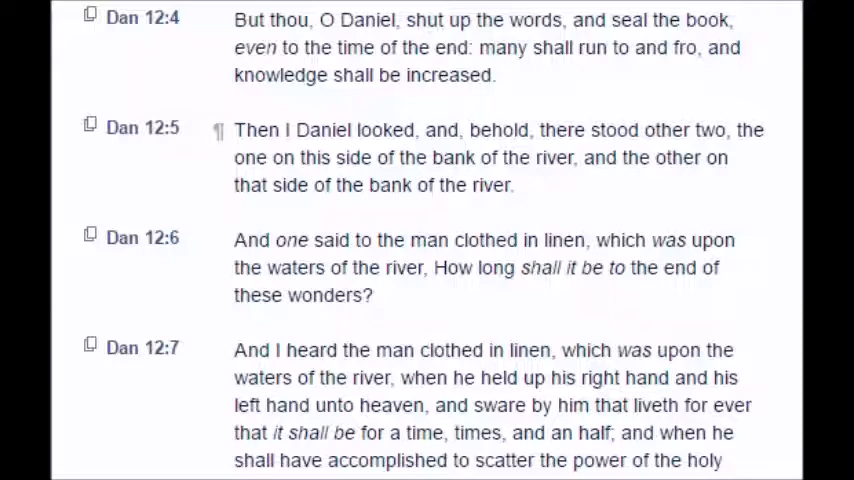 Dan 12:4 But thou, O Daniel, shut up the words, and seal the book,
even to the time of the end: many shall run to and fro, and
knowledge shall be increased.
Dan 12:5 ¶ Then I Daniel looked, and, behold, there stood other two, the
one on this side of the bank of the river, and the other on
that side of the bank of the river.
Dan 12:6 And one said to the man clothed in linen, which was upon
the waters of the river, How long shall it be to the end of
these wonders?
Dan 12:7 And I heard the man clothed in linen, which was upon the
waters of the river, when he held up his right hand and his
left hand unto heaven, and sware by him that liveth for ever
that it shall be for a time, times, and an half; and when he
shall have accomplished to scatter the power of the holy